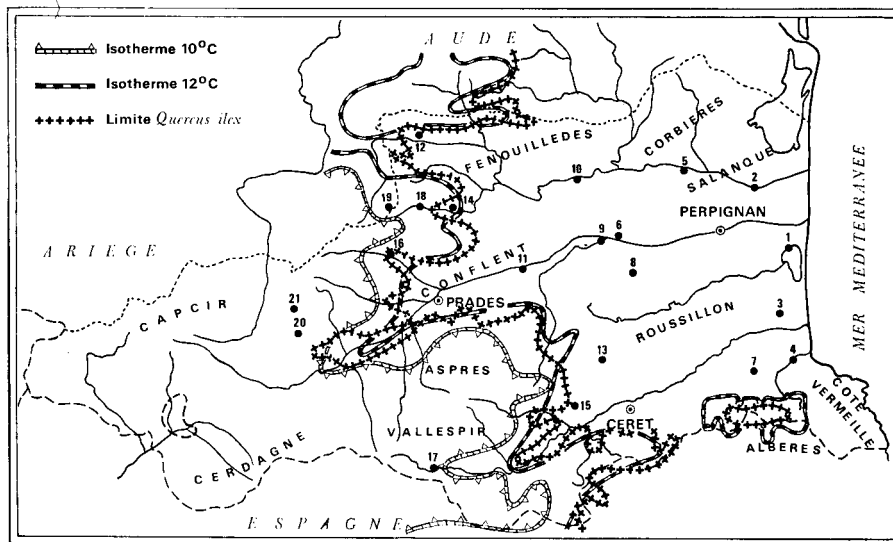 AUDE
Isotherme 10°C
Isotherme 12°C
Limite Quercus ilex
12
FENOUILLEDES
CORBIERES
5
SALANQUE
10
2
19
18
14
PERPIGNAN
6
9
1
ARIEGE
16
CONFLENT
11
8
MER MEDITERRANEE
CAPCIR
21
PRADES
3
20
ROUSSILLON
13
ASPRES
7
4
COTE VERMEILLE
15
CERET
VALLESPIR
ALBERES
17
CERDAGNE
ESPAGNE